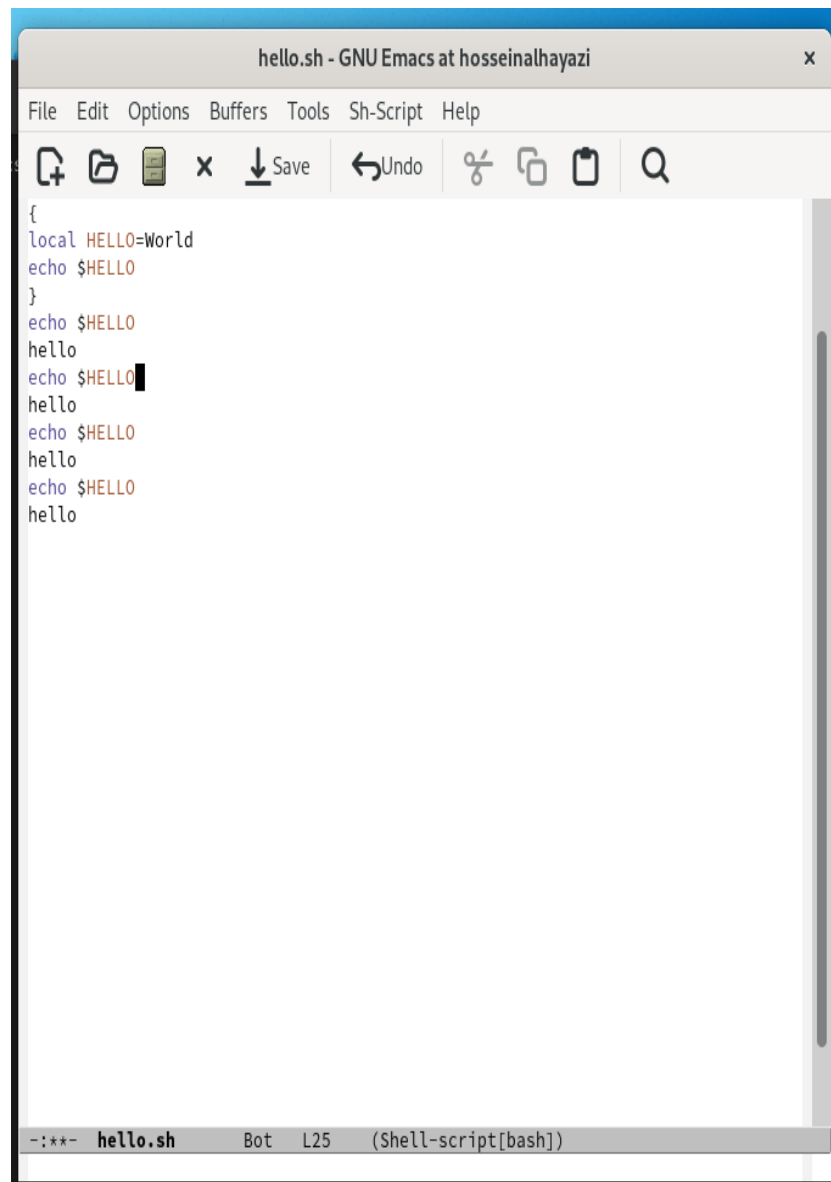 hello.sh - GNU Emacs at hosseinalhayazi
File Edit Options Buffers Tools Sh-Script Help
Save Undo
{
local HELLO=World
echo $HELLO
}
echo $HELLO
hello
echo $HELLO
hello
echo $HELLO
hello
echo $HELLO
hello
-:**- hello.sh Bot L25 (Shell-script[bash])